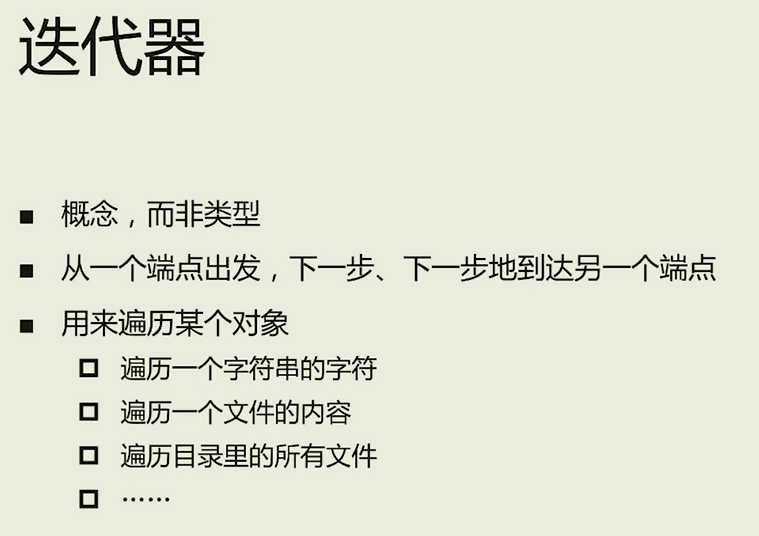 迭代器
■ 概念，而非类型
■ 从一个端点出发，下一步、下一步地到达另一个端点
■ 用来遍历某个对象
□ 遍历一个字符串的字符
□ 遍历一个文件的内容
□ 遍历目录里的所有文件
□ ……